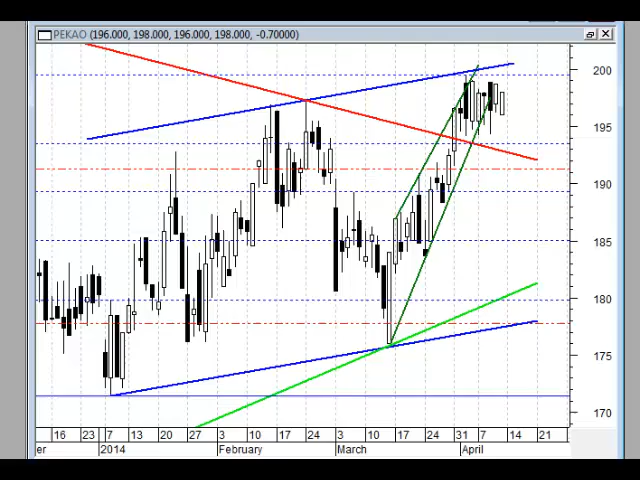 PEKAO (196.000, 198.000, 196.000, 198.000, -0.70000)
200
195
190
185
180
175
170
16 23 7 13 20 27 3 10 17 24 3 10 17 24 31 7 14 21
er 2014 February March April